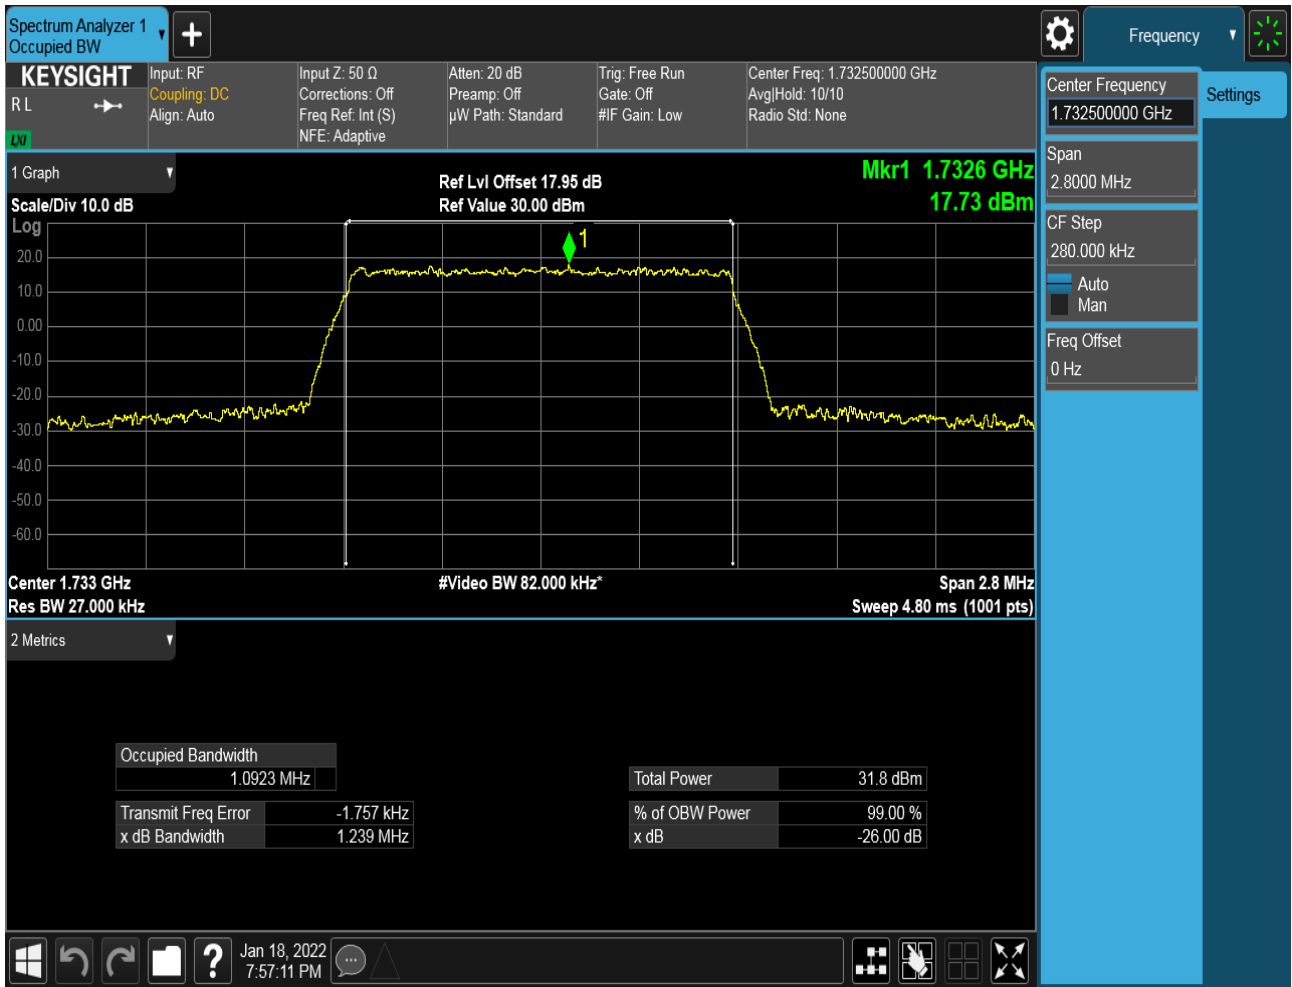 Spectrum Analyzer 1
Occupied BW
Frequency
KEYSIGHT
R L
LXI
Input: RF
Coupling: DC
Align: Auto
Input Z: 50 Ω
Corrections: Off
Freq Ref: Int (S)
NFE: Adaptive
Atten: 20 dB
Preamp: Off
µW Path: Standard
Trig: Free Run
Gate: Off
#IF Gain: Low
Center Freq: 1.732500000 GHz
Avg|Hold: 10/10
Radio Std: None
Center Frequency
1.732500000 GHz
Settings
Span
2.8000 MHz
CF Step
280.000 kHz
Auto
Man
Freq Offset
0 Hz
1 Graph
Scale/Div 10.0 dB
Log
Ref Lvl Offset 17.95 dB
Ref Value 30.00 dBm
Mkr1 1.7326 GHz
17.73 dBm
1
20.0
10.0
0.00
-10.0
-20.0
-30.0
-40.0
-50.0
-60.0
Center 1.733 GHz
#Video BW 82.000 kHz*
Span 2.8 MHz
Res BW 27.000 kHz
Sweep 4.80 ms (1001 pts)
2 Metrics
Occupied Bandwidth
1.0923 MHz
Transmit Freq Error -1.757 kHz
x dB Bandwidth 1.239 MHz
Total Power 31.8 dBm
% of OBW Power 99.00 %
x dB -26.00 dB
Jan 18, 2022
7:57:11 PM